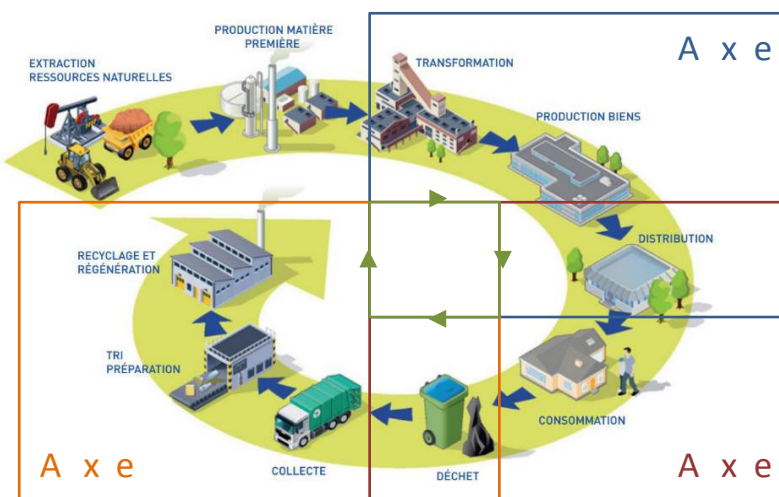 PRODUCTION MATIÈRE
PREMIÈRE
A x e
EXTRACTION
RESSOURCES NATURELLES
TRANSFORMATION
PRODUCTION BIENS
DISTRIBUTION
RECYCLAGE ET
RÉGÉNÉRATION
TRI
PRÉPARATION
CONSOMMATION
A x e
COLLECTE
DÉCHET
A x e